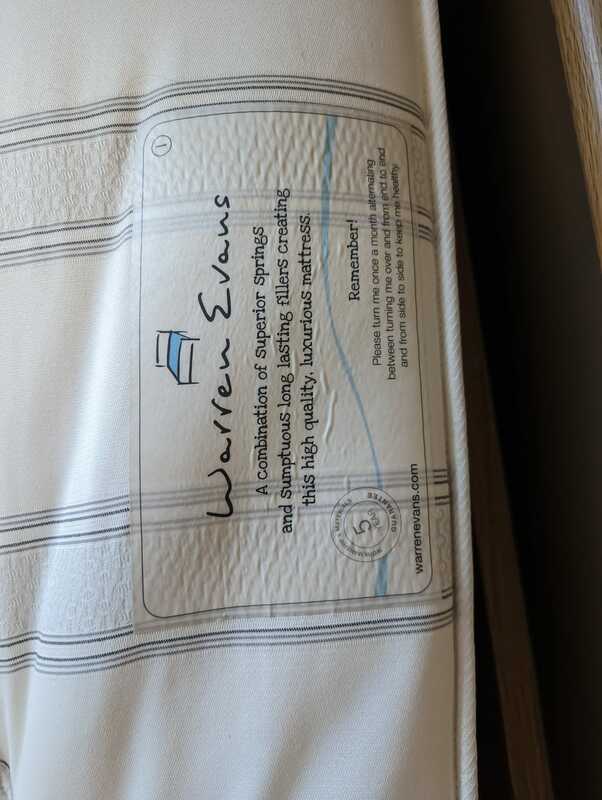 1
Warren Evans
A combination of superior springs
and sumptuous long lasting fillers creating
this high quality, luxurious mattress.
Remember!
Please turn me once a month alternating
between turning me over and from end to end
and from side to side to keep me healthy
5
YEAR
GUARANTEE
warrenevans.com